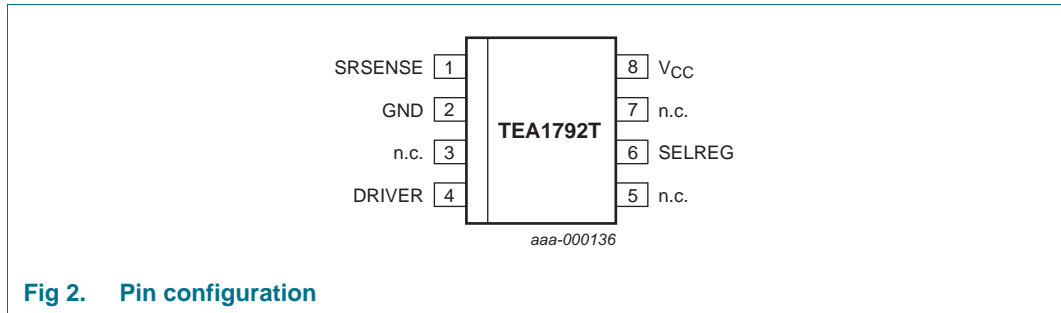 SRSENSE 1 8 VCC
GND 2 7 n.c.
TEA1792T
n.c. 3 6 SELREG
DRIVER 4 5 n.c.
aaa-000136
Fig 2. Pin configuration